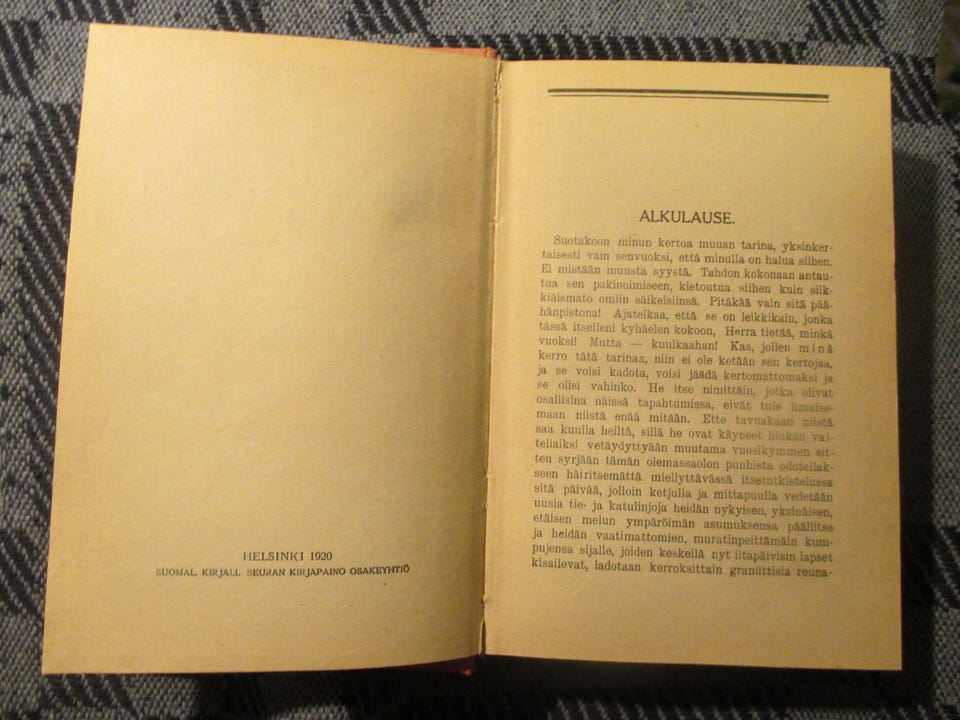 HELSINKI 1920
SUOMAL. KIRJALL. SEURAN KIRJAPAINO OSAKEYHTIÖ
ALKULAUSE.
Suotakoon minun kertoa muuan tarina, yksinker-
taisesti vain senvuoksi, että minulla on halua siihen.
Ei mistään muusta syystä. Tahdon kokonaan antau-
tua sen pakinoimiseen, kietoutua siihen kuin silk-
kiäismato omiin säikeisiinsä. Pitäkää vain sitä pää-
hänpistona! Ajatelkaa, että se on leikkikalu, jonka
tässä itselleni kyhäelen kokoon, Herra tietää, minkä
vuoksi! Mutta — kuulkaahan! Kas, jollen minä
kerro tätä tarinaa, niin ei ole ketään sen kertojaa,
ja se voisi kadota, voisi jäädä kertomattomaksi ja
se olisi vahinko. He itse nimittäin, jotka olivat
osallisina näissä tapahtumissa, eivät tule ilmaise-
maan niistä enää mitään. Ette tavuakaan niistä
saa kuulla heiltä, sillä he ovat käyneet hiukan vai-
teliaiksi vetäydyttyään muutama vuosikymmen sit-
ten syrjään tämän olemassaolon puuhista odotellak-
seen häiritsemättä miellyttävässä itsetutkistelussa
sitä päivää, jolloin ketjulla ja mittapuulla vedetään
uusia tie- ja katulinjoja heidän nykyisen, yksinäisen,
etäisen melun ympäröimän asumuksensa päällitse
ja heidän vaatimattomien, muratinpeittämäin kum-
pujensa sijalle, joiden keskellä nyt iltapäivisin lapset
kisailevat, ladotaan kerroksittain graniittisia reuna-